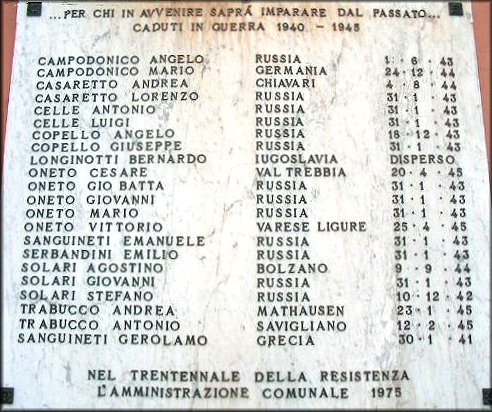 ...PER CHI IN AVVENIRE SAPRÁ IMPARARE DAL PASSATO...
CADUTI IN GUERRA 1940 - 1945
CAMPODONICO ANGELO RUSSIA 1 · 6 · 43
CAMPODONICO MARIO GERMANIA 24 · 12 · 44
CASARETTO ANDREA CHIAVARI 4 · 8 · 44
CASARETTO LORENZO RUSSIA 31 · 1 · 43
CELLE ANTONIO RUSSIA 31 · 1 · 43
CELLE LUIGI RUSSIA 31 · 1 · 43
COPELLO ANGELO RUSSIA 18 · 12 · 43
COPELLO GIUSEPPE RUSSIA 31 · 1 · 43
LONGINOTTI BERNARDO IUGOSLAVIA DISPERSO
ONETO CESARE VAL TREBBIA 20 · 4 · 45
ONETO GIO BATTA RUSSIA 31 · 1 · 43
ONETO GIOVANNI RUSSIA 31 · 1 · 43
ONETO MARIO RUSSIA 31 · 1 · 43
ONETO VITTORIO VARESE LIGURE 25 · 4 · 45
SANGUINETI EMANUELE RUSSIA 31 · 1 · 43
SERBANDINI EMILIO RUSSIA 31 · 1 · 43
SOLARI AGOSTINO BOLZANO 9 · 9 · 44
SOLARI GIOVANNI RUSSIA 31 · 1 · 43
SOLARI STEFANO RUSSIA 10 · 12 · 42
TRABUCCO ANDREA MATHAUSEN 23 · 1 · 45
TRABUCCO ANTONIO SAVIGLIANO 12 · 2 · 45
SANGUINETI GEROLAMO GRECIA 30 · 1 · 41
NEL TRENTENNALE DELLA RESISTENZA
L'AMMINISTRAZIONE COMUNALE 1975